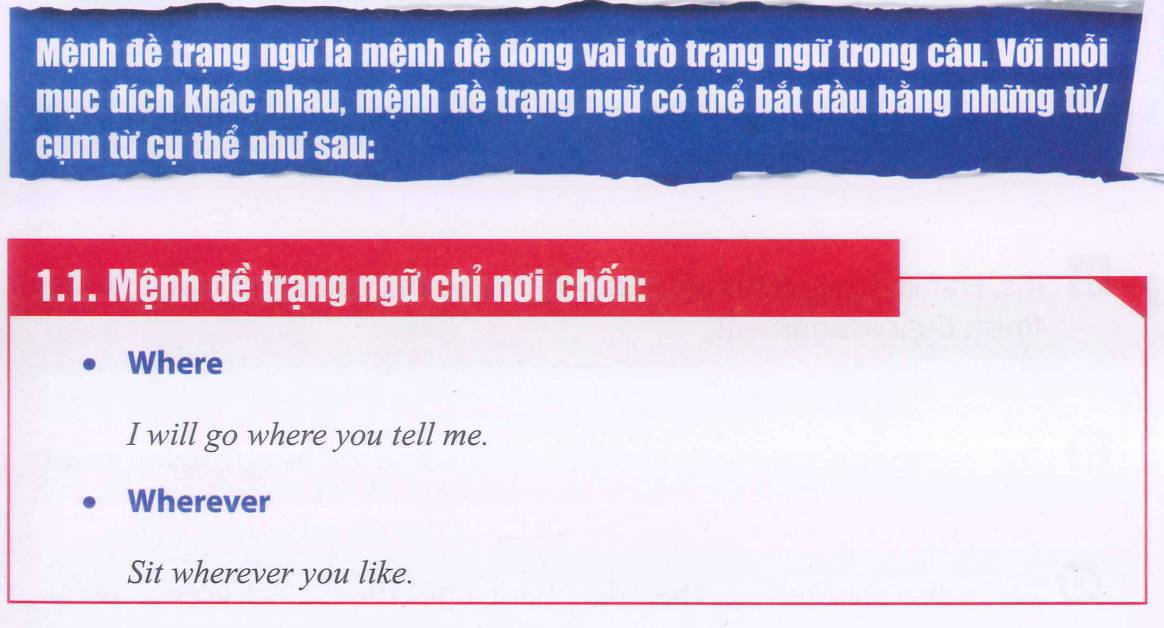 Mệnh đề trạng ngữ là mệnh đề đóng vai trò trạng ngữ trong câu. Với mỗi
mục đích khác nhau, mệnh đề trạng ngữ có thể bắt đầu bằng những từ/
cụm từ cụ thể như sau:
1.1. Mệnh đề trạng ngữ chỉ nơi chốn:
• Where
I will go where you tell me.
• Wherever
Sit wherever you like.